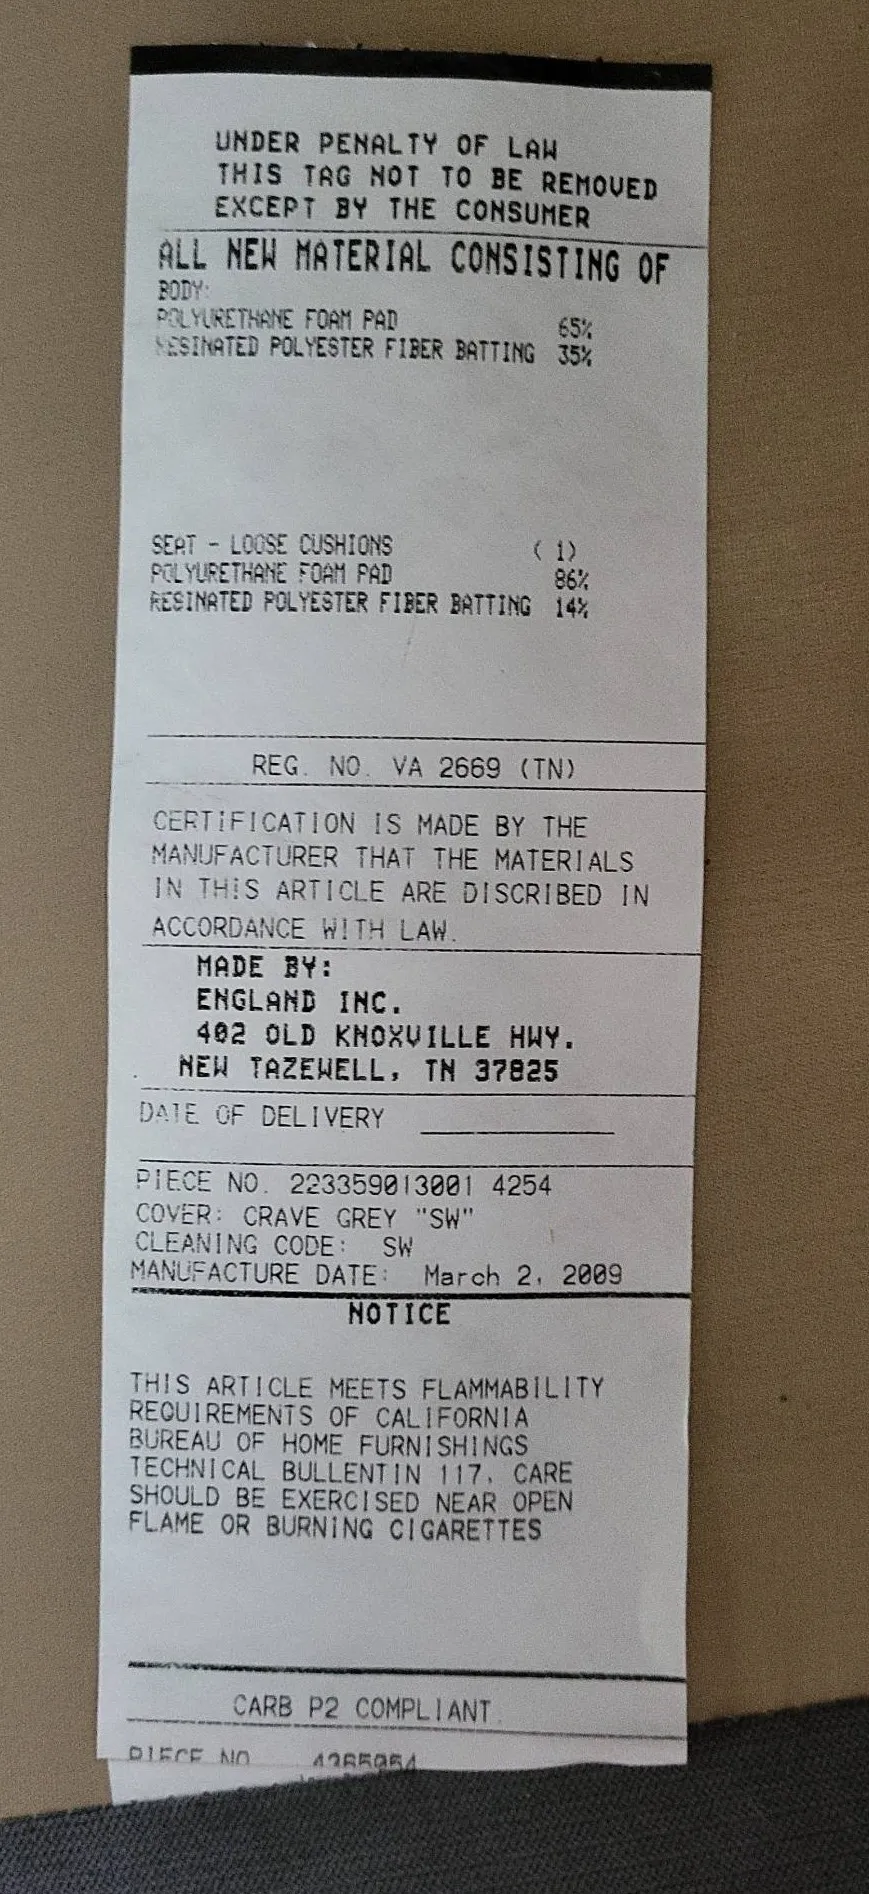 UNDER PENALTY OF LAW
THIS TAG NOT TO BE REMOVED
EXCEPT BY THE CONSUMER
ALL NEW MATERIAL CONSISTING OF
BODY:
POLYURETHANE FOAM PAD 65%
RESINATED POLYESTER FIBER BATTING 35%
SEAT - LOOSE CUSHIONS ( 1)
POLYURETHANE FOAM PAD 86%
RESINATED POLYESTER FIBER BATTING 14%
REG. NO. VA 2669 (TN)
CERTIFICATION IS MADE BY THE
MANUFACTURER THAT THE MATERIALS
IN THIS ARTICLE ARE DISCRIBED IN
ACCORDANCE WITH LAW.
MADE BY:
ENGLAND INC.
402 OLD KNOXVILLE HWY.
NEW TAZEWELL, TN 37825
DATE OF DELIVERY
PIECE NO. 223359013001 4254
COVER: CRAVE GREY "SW"
CLEANING CODE: SW
MANUFACTURE DATE: March 2, 2009
NOTICE
THIS ARTICLE MEETS FLAMMABILITY
REQUIREMENTS OF CALIFORNIA
BUREAU OF HOME FURNISHINGS
TECHNICAL BULLENTIN 117. CARE
SHOULD BE EXERCISED NEAR OPEN
FLAME OR BURNING CIGARETTES
CARB P2 COMPLIANT
PIECE NO